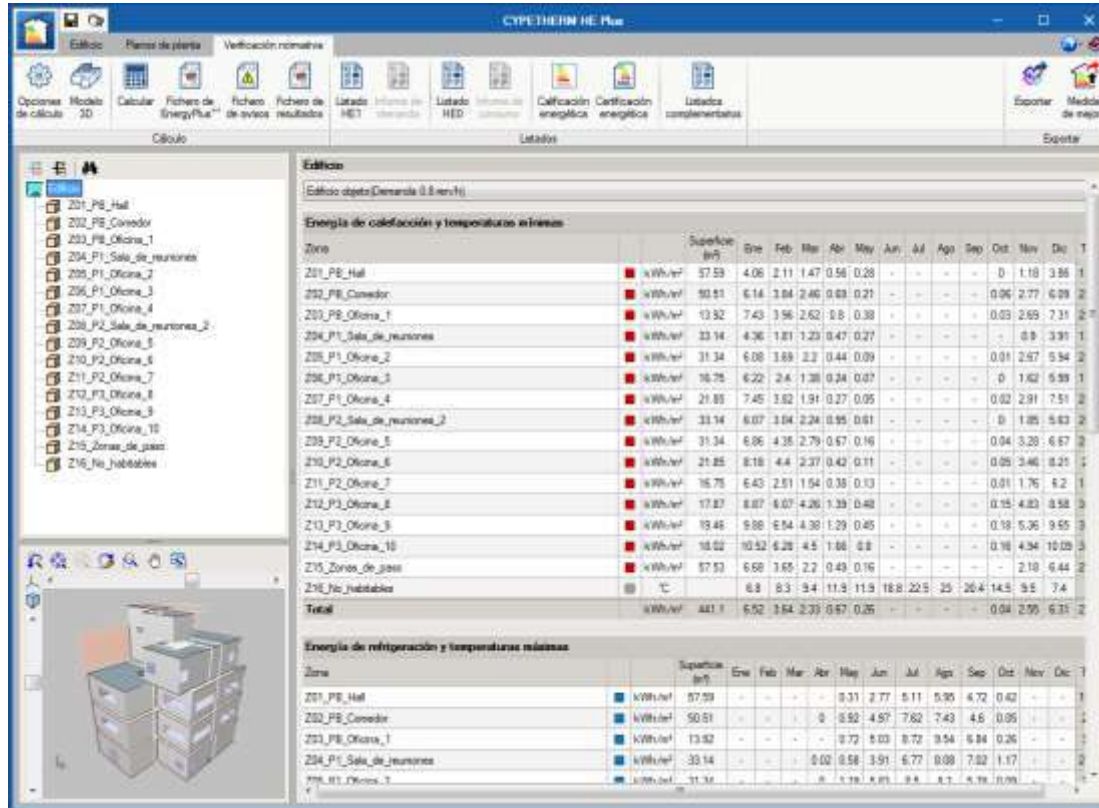 CYPETHERM HE Plus
Edificio Planos de planta Verificación normativa
Opciones de cálculo Modelo 3D Calcular Fichero de EnergyPlus™ Fichero de avisos Fichero de resultados Listado HE1 Informe de demanda Listado HE0 Informe de consumo Calificación energética Certificación energética Listados complementarios Exportar
Cálculo Listados Exportar
Edificio
Z01_PB_Hall
Z02_PB_Comedor
Z03_PB_Oficina_1
Z04_P1_Sala_de_reuniones
Z05_P1_Oficina_2
Z06_P1_Oficina_3
Z07_P1_Oficina_4
Z08_P2_Sala_de_reuniones_2
Z09_P2_Oficina_5
Z10_P2_Oficina_6
Z11_P2_Oficina_7
Z12_P3_Oficina_8
Z13_P3_Oficina_9
Z14_P3_Oficina_10
Z15_Zonas_de_paso
Z16_No_habitables
Edificio
Edificio objeto (Demanda 0.8 ren/h)
Energía de calefacción y temperaturas mínimas
Zona Superficie (m²) Ene Feb Mar Abr May Jun Jul Ago Sep Oct Nov Dic
Z01_PB_Hall kWh/m² 57.59 4.06 2.11 1.47 0.56 0.28 - - - - 0 1.18 3.86
Z02_PB_Comedor kWh/m² 50.51 6.14 3.84 2.46 0.21 - - - - 0.06 2.77 6.09
Z03_PB_Oficina_1 kWh/m² 13.92 7.43 3.96 2.62 0.8 0.38 - - - - 0.03 2.69 7.31
Z04_P1_Sala_de_reuniones kWh/m² 33.14 4.36 1.81 1.23 0.47 0.27 - - - - - 0.9 3.91
Z05_P1_Oficina_2 kWh/m² 31.34 6.08 3.69 2.2 0.44 0.09 - - - - 0.01 2.67 5.94
Z06_P1_Oficina_3 kWh/m² 16.75 6.22 2.4 1.38 0.24 0.07 - - - - 0 1.62 5.99
Z07_P1_Oficina_4 kWh/m² 21.85 7.45 3.82 1.91 0.27 0.05 - - - - 0.02 2.91 7.51
Z08_P2_Sala_de_reuniones_2 kWh/m² 33.14 6.07 3.04 2.24 0.95 0.61 - - - - 0 1.85 5.63
Z09_P2_Oficina_5 kWh/m² 31.34 6.86 4.35 2.79 0.67 0.16 - - - - 0.04 3.28 6.67
Z10_P2_Oficina_6 kWh/m² 21.85 8.18 4.4 2.37 0.42 0.11 - - - - 0.05 3.46 8.21
Z11_P2_Oficina_7 kWh/m² 16.75 6.43 2.51 1.54 0.38 0.13 - - - - 0.01 1.76 6.2
Z12_P3_Oficina_8 kWh/m² 17.87 6.07 4.26 1.39 0.48 - - - - 0.15 4.83 8.58
Z13_P3_Oficina_9 kWh/m² 19.46 9.88 6.54 4.38 1.29 0.45 - - - - 0.18 5.36 9.65
Z14_P3_Oficina_10 kWh/m² 18.02 10.52 6.28 4.5 - - - - 0.16 4.94 10.09
Z15_Zonas_de_paso kWh/m² 57.53 6.68 3.65 2.2 0.49 0.16 - - - - - 2.18 6.44
Z16_No_habitables °C 6.8 8.3 9.4 11.9 11.9 18.8 22.5 25 20.4 14.5 9.5 7.4
Total kWh/m² 441.1 6.52 3.64 2.33 0.67 0.26 - - - - 0.04 2.55 6.31
Energía de refrigeración y temperaturas máximas
Zona Superficie (m²) Ene Feb Mar Abr May Jun Jul Ago Sep Oct Nov Dic
Z01_PB_Hall kWh/m² 57.59 - - - - 0.31 2.77 5.11 5.95 4.72 0.42 - -
Z02_PB_Comedor kWh/m² 50.51 - - - 0 0.92 4.97 7.62 7.43 4.6 0.05 - -
Z03_PB_Oficina_1 kWh/m² 13.92 - - - - 0.72 5.03 8.72 9.54 6.84 0.26 - -
Z04_P1_Sala_de_reuniones kWh/m² 33.14 - - - 0.02 0.58 3.91 6.77 8.08 7.02 1.17 - -